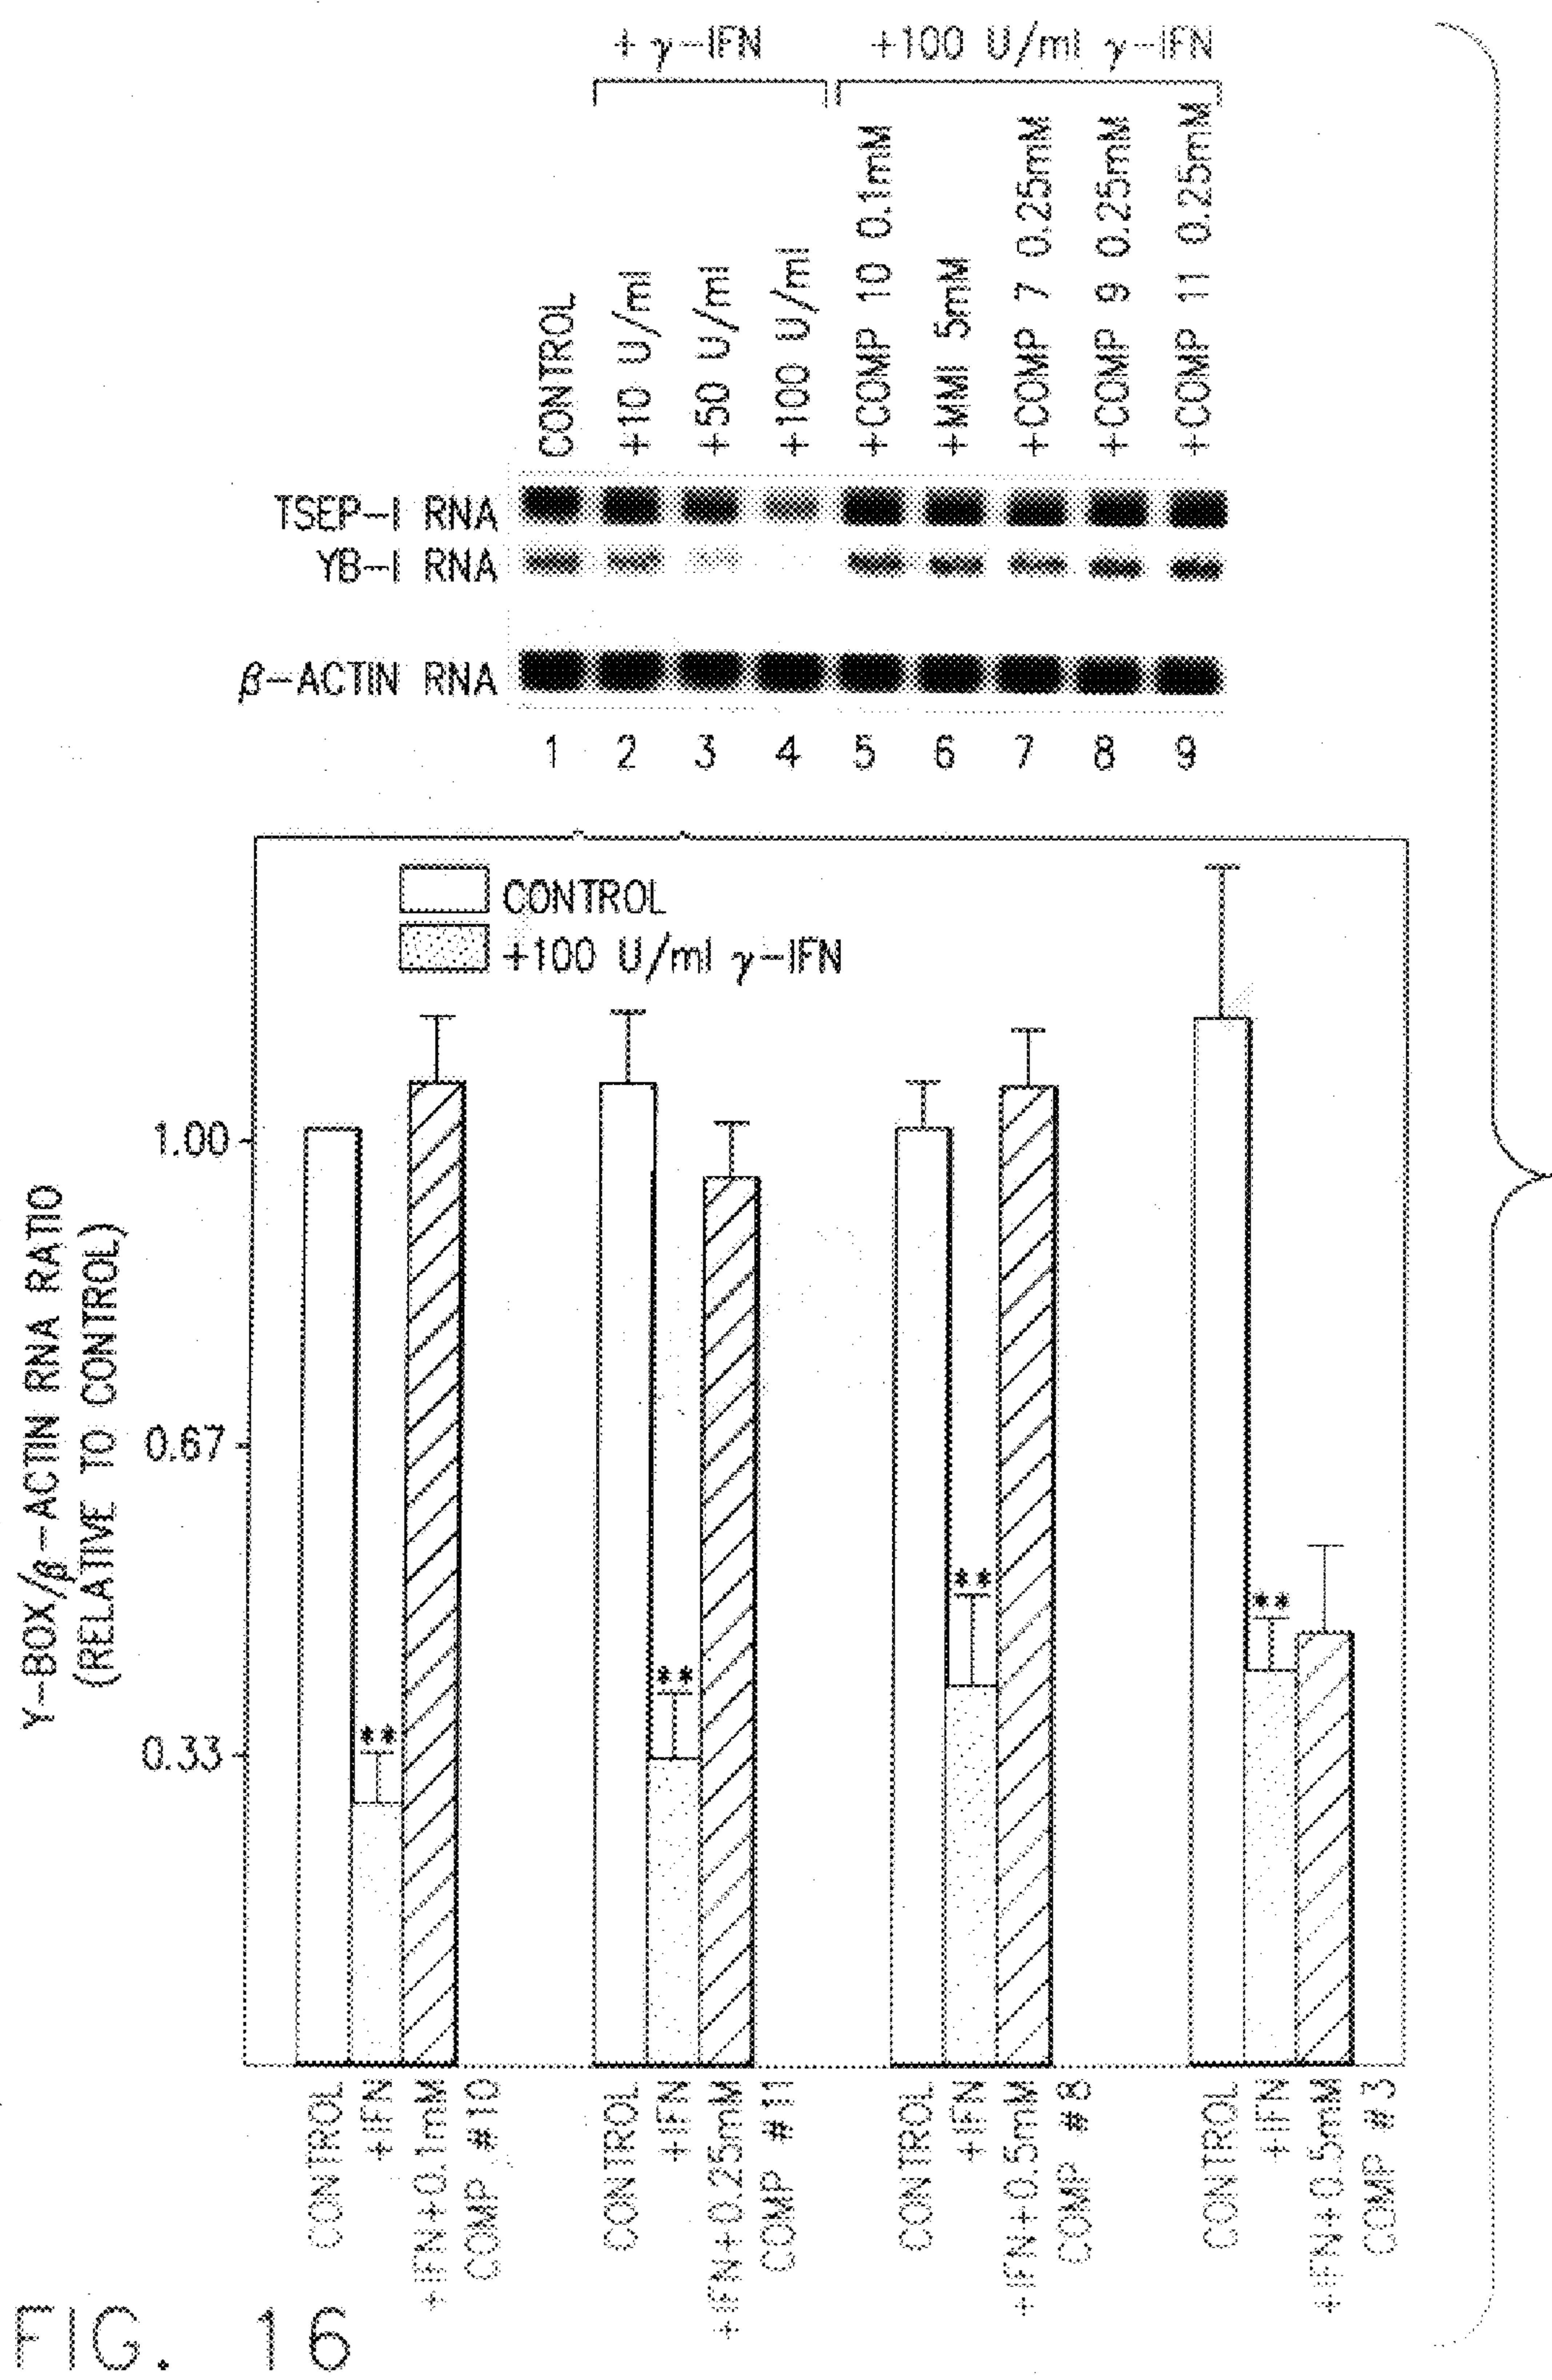 + γ-IFN
+100 U/ml γ-IFN
CONTROL
+10 U/ml
+50 U/ml
+100 U/ml
+COMP 10 0.1mM
+MMI 5mM
+COMP 7 0.25mM
+COMP 9 0.25mM
+COMP 11 0.25mM
TSEP-I RNA
YB-I RNA
β-ACTIN RNA
1 2 3 4 5 6 7 8 9
CONTROL
+100 U/ml γ-IFN
Y-BOX/β-ACTIN RNA RATIO
(RELATIVE TO CONTROL)
1.00
0.67
0.33
**
**
**
**
CONTROL
+IFN
+IFN+0.1mM
COMP #10
CONTROL
+IFN
+IFN+0.25mM
COMP #11
CONTROL
+IFN
+IFN+0.5mM
COMP #8
CONTROL
+IFN
+IFN+0.5mM
COMP #3
FIG. 16